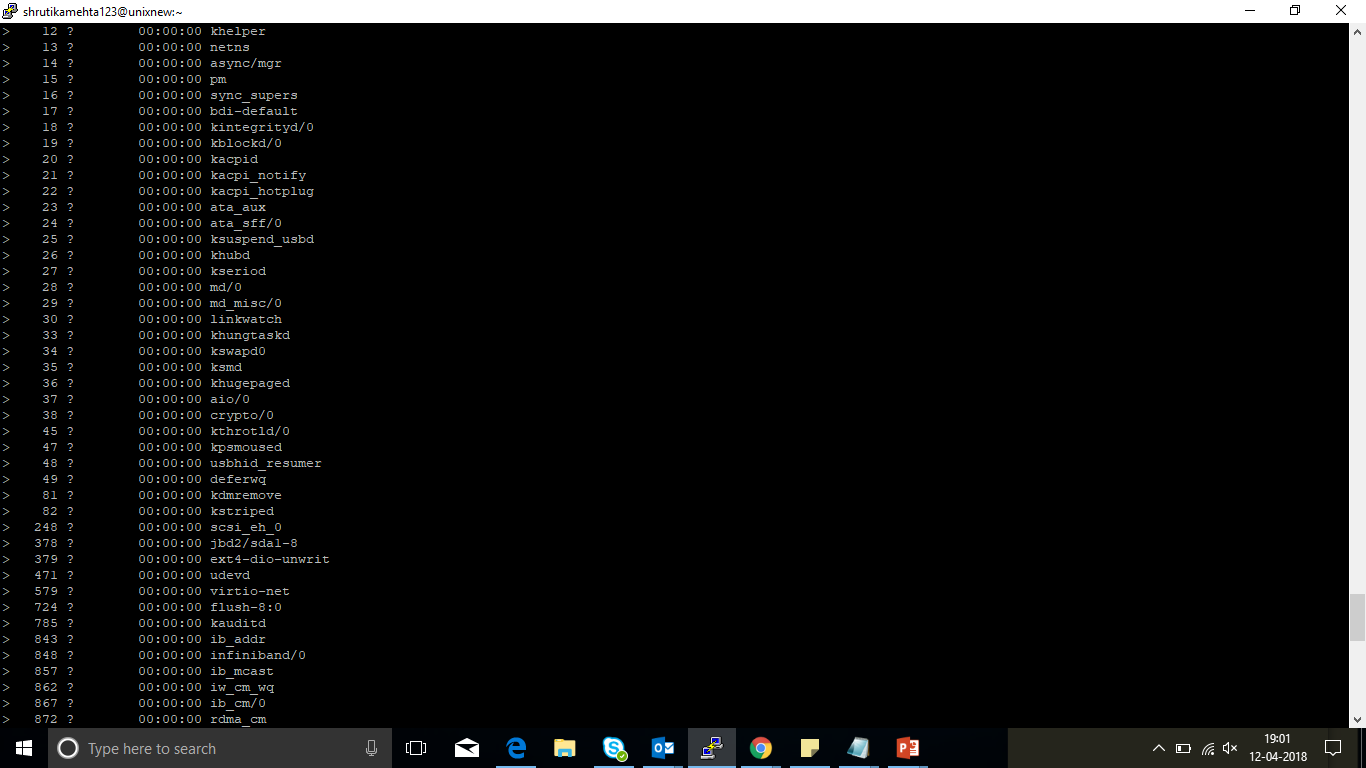 shrutikamehta123@unixnew:~
> 12 ? 00:00:00 khelper
> 13 ? 00:00:00 netns
> 14 ? 00:00:00 async/mgr
> 15 ? 00:00:00 pm
> 16 ? 00:00:00 sync_supers
> 17 ? 00:00:00 bdi-default
> 18 ? 00:00:00 kintegrityd/0
> 19 ? 00:00:00 kblockd/0
> 20 ? 00:00:00 kacpid
> 21 ? 00:00:00 kacpi_notify
> 22 ? 00:00:00 kacpi_hotplug
> 23 ? 00:00:00 ata_aux
> 24 ? 00:00:00 ata_sff/0
> 25 ? 00:00:00 ksuspend_usbd
> 26 ? 00:00:00 khubd
> 27 ? 00:00:00 kseriod
> 28 ? 00:00:00 md/0
> 29 ? 00:00:00 md_misc/0
> 30 ? 00:00:00 linkwatch
> 33 ? 00:00:00 khungtaskd
> 34 ? 00:00:00 kswapd0
> 35 ? 00:00:00 ksmd
> 36 ? 00:00:00 khugepaged
> 37 ? 00:00:00 aio/0
> 38 ? 00:00:00 crypto/0
> 45 ? 00:00:00 kthrotld/0
> 47 ? 00:00:00 kpsmoused
> 48 ? 00:00:00 usbhid_resumer
> 49 ? 00:00:00 deferwq
> 81 ? 00:00:00 kdmremove
> 82 ? 00:00:00 kstriped
> 248 ? 00:00:00 scsi_eh_0
> 378 ? 00:00:00 jbd2/sda1-8
> 379 ? 00:00:00 ext4-dio-unwrit
> 471 ? 00:00:00 udevd
> 579 ? 00:00:00 virtio-net
> 724 ? 00:00:00 flush-8:0
> 785 ? 00:00:00 kauditd
> 843 ? 00:00:00 ib_addr
> 848 ? 00:00:00 infiniband/0
> 857 ? 00:00:00 ib_mcast
> 862 ? 00:00:00 iw_cm_wq
> 867 ? 00:00:00 ib_cm/0
> 872 ? 00:00:00 rdma_cm
Type here to search
19:01
12-04-2018